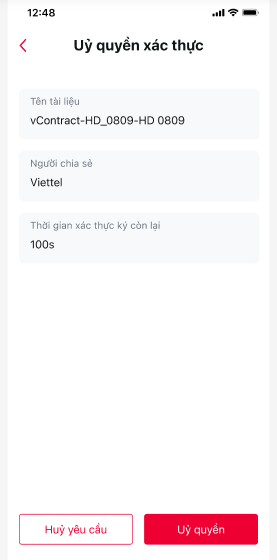 12:48
Uỷ quyền xác thực
Tên tài liệu
vContract-HD_0809-HD 0809
Người chia sẻ
Viettel
Thời gian xác thực ký còn lại
100s
Huỷ yêu cầu
Uỷ quyền